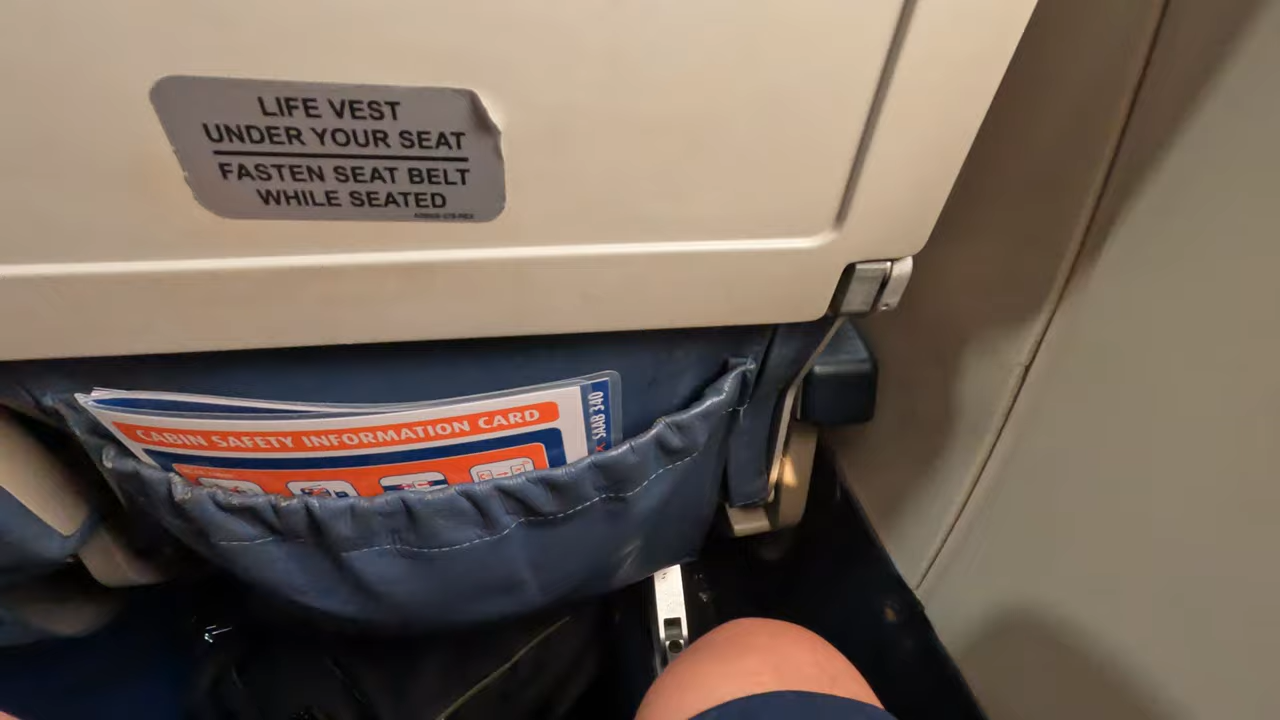 LIFE VEST
UNDER YOUR SEAT
FASTEN SEAT BELT
WHILE SEATED
CABIN SAFETY INFORMATION CARD
SAAB 340